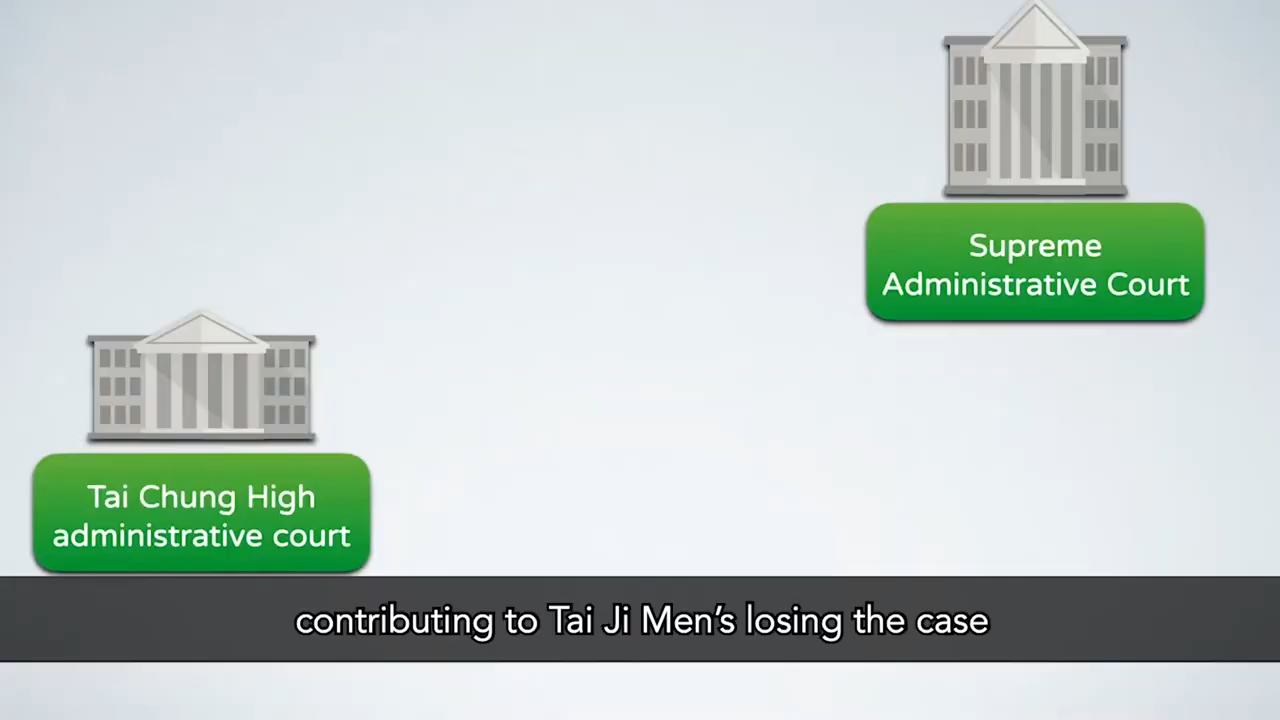 Supreme
Administrative Court
Tai Chung High
administrative court
contributing to Tai Ji Men's losing the case